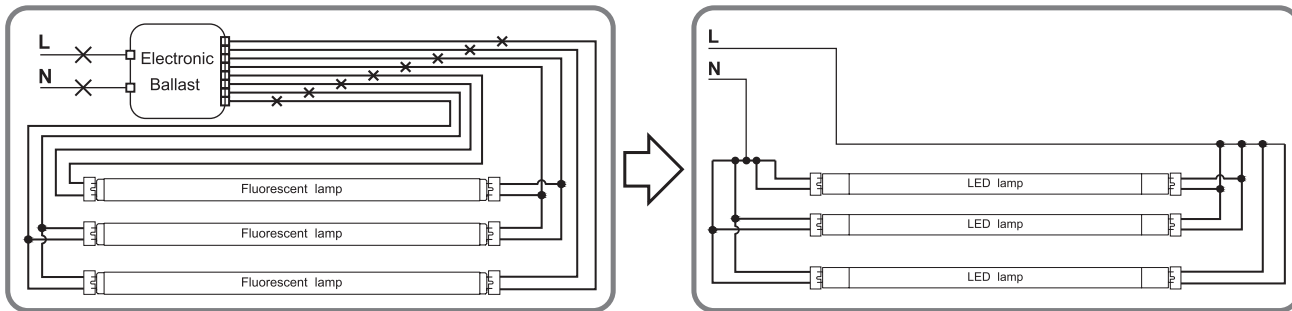 L
N
Electronic
Ballast
Fluorescent lamp
Fluorescent lamp
Fluorescent lamp
L
N
LED lamp
LED lamp
LED lamp